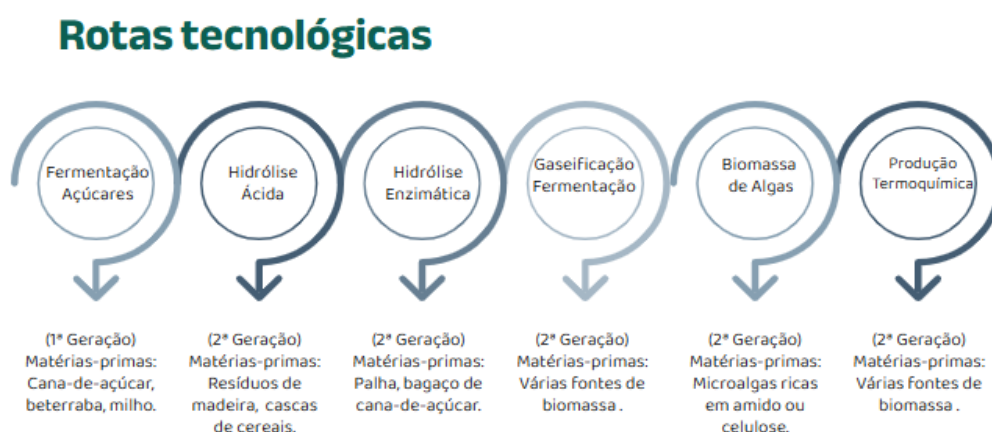 Rotas tecnológicas
Fermentação
Açúcares
Hidrólise
Ácida
Hidrólise
Enzimática
Gaseificação
Fermentação
Biomassa
de Algas
Produção
Termoquímica
(1ª Geração)
Matérias-primas:
Cana-de-açúcar,
beterraba, milho.
(2ª Geração)
Matérias-primas:
Resíduos de
madeira, cascas
de cereais.
(2ª Geração)
Matérias-primas:
Palha, bagaço de
cana-de-açúcar.
(2ª Geração)
Matérias-primas:
Várias fontes de
biomassa .
(2ª Geração)
Matérias-primas:
Microalgas ricas
em amido ou
celulose.
(2ª Geração)
Matérias-primas:
Várias fontes de
biomassa .